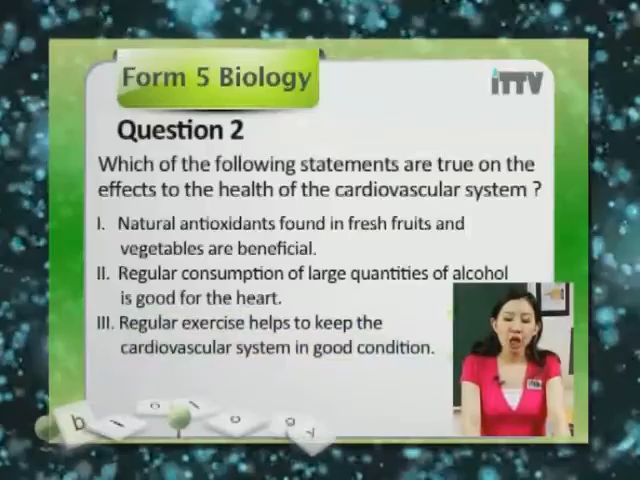 Form 5 Biology
iTTV
Question 2
Which of the following statements are true on the
effects to the health of the cardiovascular system ?
I. Natural antioxidants found in fresh fruits and
vegetables are beneficial.
II. Regular consumption of large quantities of alcohol
is good for the heart.
III. Regular exercise helps to keep the
cardiovascular system in good condition.
b i o l o g y